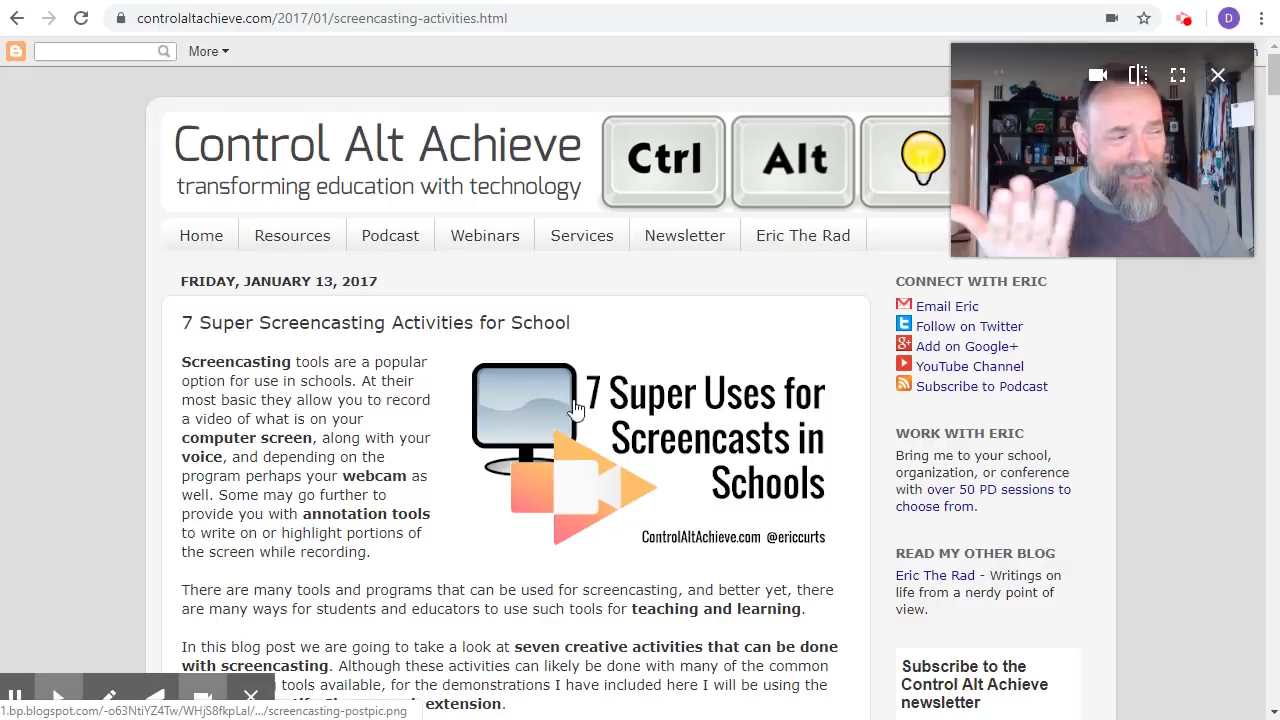 controlaltachieve.com/2017/01/screencasting-activities.html
D
More
Control Alt Achieve
transforming education with technology
Ctrl
Alt
Home
Resources
Podcast
Webinars
Services
Newsletter
Eric The Rad
FRIDAY, JANUARY 13, 2017
7 Super Screencasting Activities for School
Screencasting tools are a popular
option for use in schools. At their
most basic they allow you to record
a video of what is on your
computer screen, along with your
voice, and depending on the
program perhaps your webcam as
well. Some may go further to
provide you with annotation tools
to write on or highlight portions of
the screen while recording.
7 Super Uses for
Screencasts in
Schools
ControlAltAchieve.com @ericcurts
There are many tools and programs that can be used for screencasting, and better yet, there
are many ways for students and educators to use such tools for teaching and learning.
In this blog post we are going to take a look at seven creative activities that can be done
with screencasting. Although these activities can likely be done with many of the common
tools available, for the demonstrations I have included here I will be using the
extension.
1.bp.blogspot.com/-o63NtiYZ4Tw/WHjS8fkpLaI/.../screencasting-postpic.png
CONNECT WITH ERIC
Email Eric
Follow on Twitter
Add on Google+
YouTube Channel
Subscribe to Podcast
WORK WITH ERIC
Bring me to your school,
organization, or conference
with over 50 PD sessions to
choose from.
READ MY OTHER BLOG
Eric The Rad - Writings on
life from a nerdy point of
view.
Subscribe to the
Control Alt Achieve
newsletter